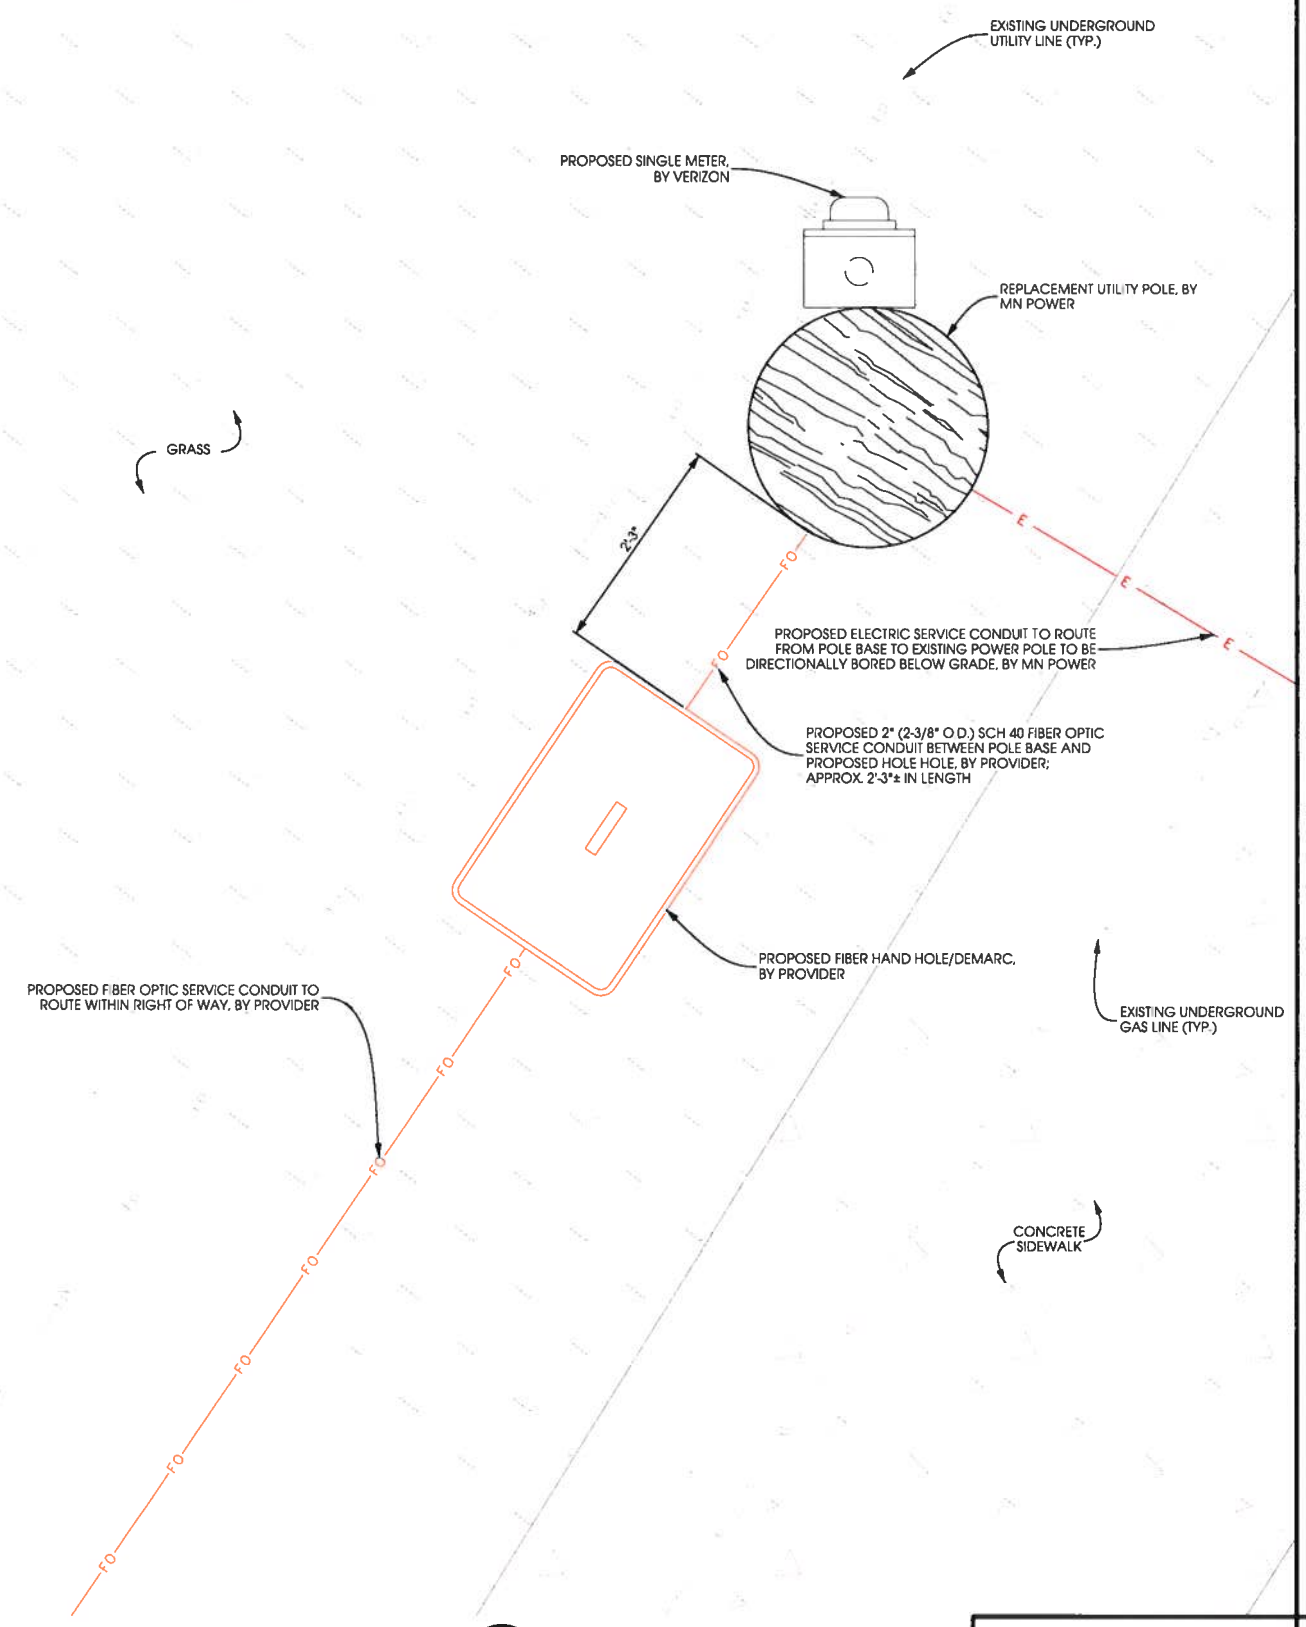 EXISTING UNDERGROUND
UTILITY LINE (TYP.)
PROPOSED SINGLE METER,
BY VERIZON
REPLACEMENT UTILITY POLE, BY
MN POWER
GRASS
2'-3"
E
FO
E
PROPOSED ELECTRIC SERVICE CONDUIT TO ROUTE
FROM POLE BASE TO EXISTING POWER POLE TO BE
DIRECTIONALLY BORED BELOW GRADE, BY MN POWER
E
FO
PROPOSED 2" (2-3/8" O.D.) SCH 40 FIBER OPTIC
SERVICE CONDUIT BETWEEN POLE BASE AND
PROPOSED HOLE HOLE, BY PROVIDER;
APPROX. 2'-3"± IN LENGTH
PROPOSED FIBER HAND HOLE/DEMARC,
BY PROVIDER
FO
PROPOSED FIBER OPTIC SERVICE CONDUIT TO
ROUTE WITHIN RIGHT OF WAY, BY PROVIDER
EXISTING UNDERGROUND
GAS LINE (TYP.)
FO
FO
CONCRETE
SIDEWALK
FO
FO
FO
FO